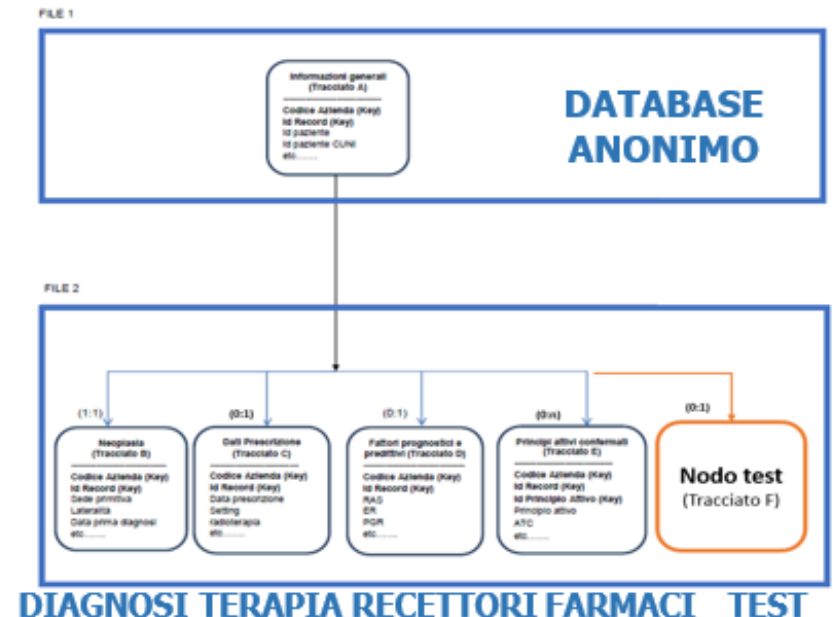 FILE 1
Informazioni generali
(Tracciato A)
Codice Azienda (Key)
Id Record (Key)
Id paziente
Id paziente CUNI
etc........
DATABASE
ANONIMO
FILE 2
(1:1)
Neoplasia
(Tracciato B)
Codice Azienda (Key)
Id Record (Key)
Sede primitiva
Lateralità
Data prima diagnosi
etc........
(0:1)
Dati Prescrizione
(Tracciato C)
Codice Azienda (Key)
Id Record (Key)
Data prescrizione
Setting
radioterapia
etc........
(0:1)
Fattori prognostici e
predittivi (Tracciato D)
Codice Azienda (Key)
Id Record (Key)
RAS
ER
PGR
etc........
(0:n)
Principi attivi confermati
(Tracciato E)
Codice Azienda (Key)
Id Record (Key)
Id Principio Attivo (Key)
Principio attivo
ATC
etc........
(0:1)
Nodo test
(Tracciato F)
DIAGNOSI TERAPIA RECETTORI FARMACI TEST